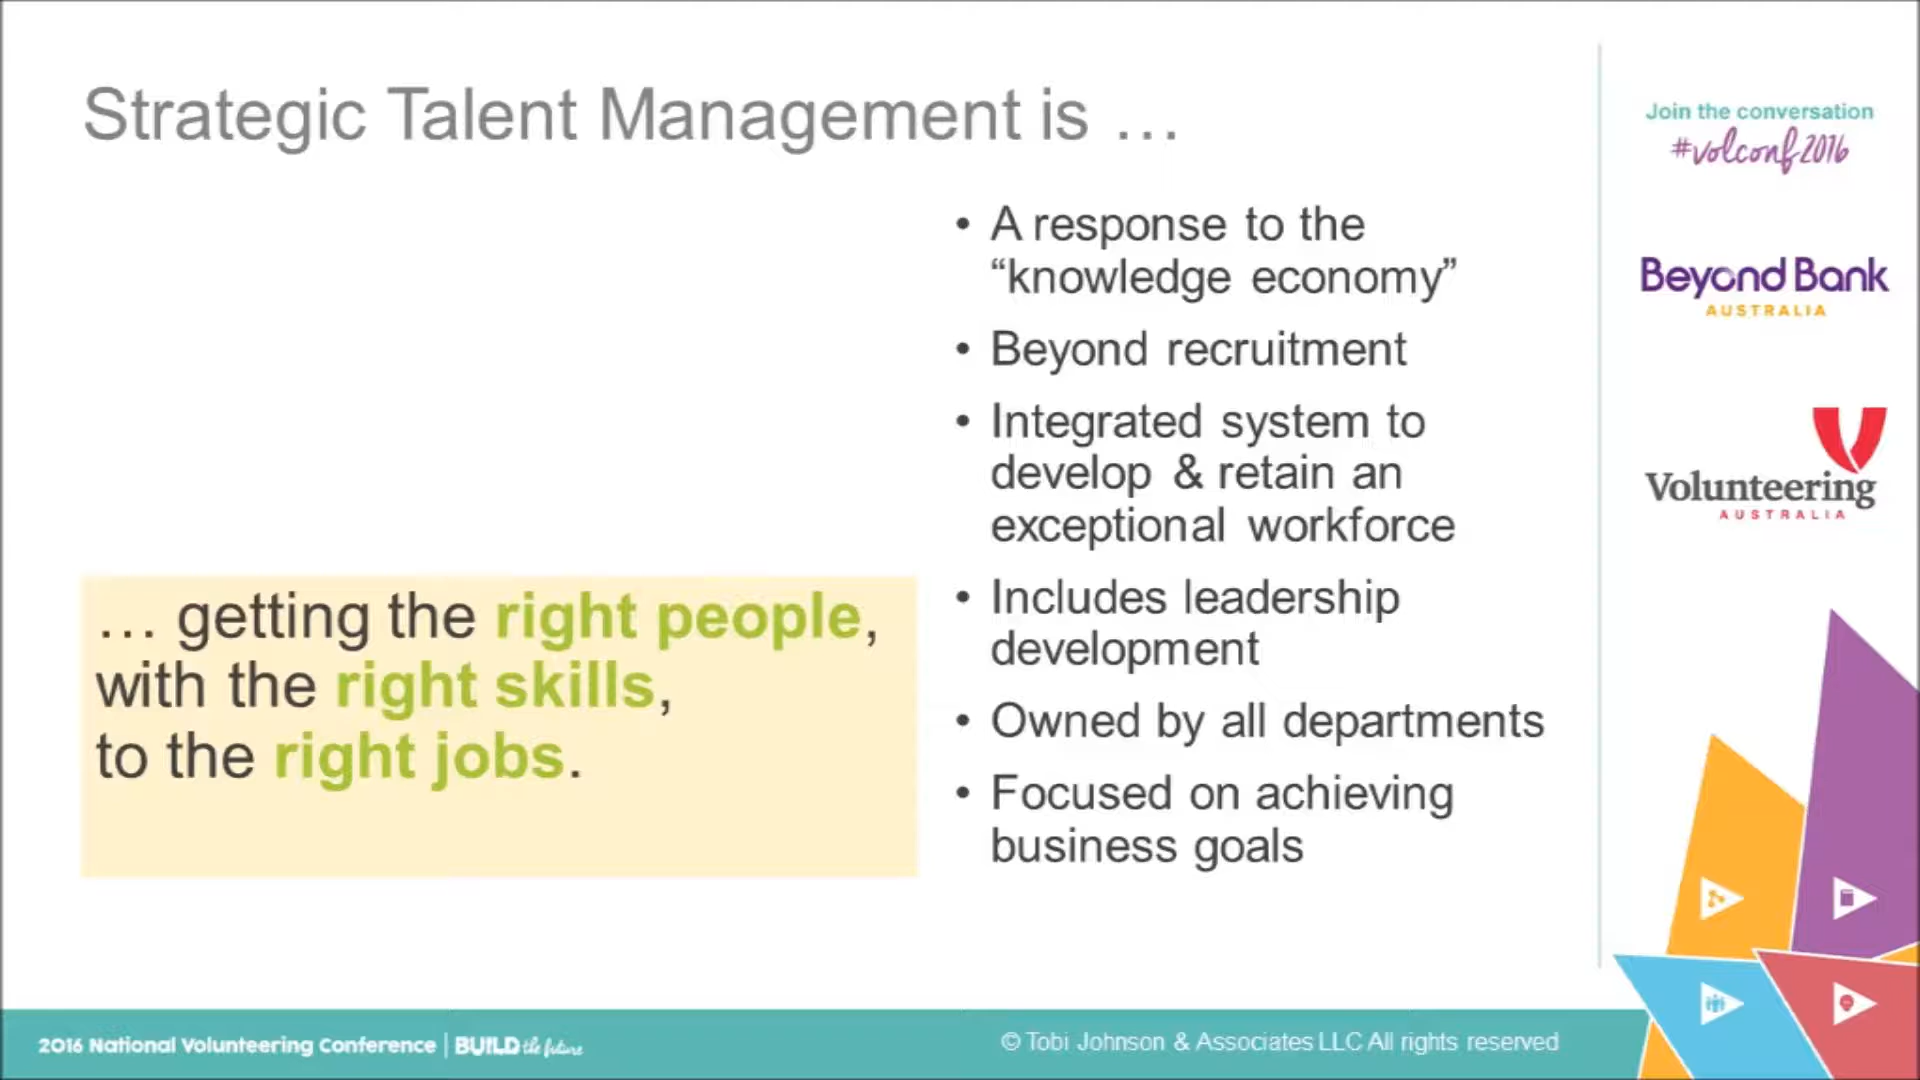 Strategic Talent Management is …
… getting the right people,
with the right skills,
to the right jobs.
• A response to the
“knowledge economy”
• Beyond recruitment
• Integrated system to
develop & retain an
exceptional workforce
• Includes leadership
development
• Owned by all departments
• Focused on achieving
business goals
Join the conversation
#volconf2016
Beyond Bank
AUSTRALIA
Volunteering
AUSTRALIA
2016 National Volunteering Conference | BUILD the future
© Tobi Johnson & Associates LLC All rights reserved